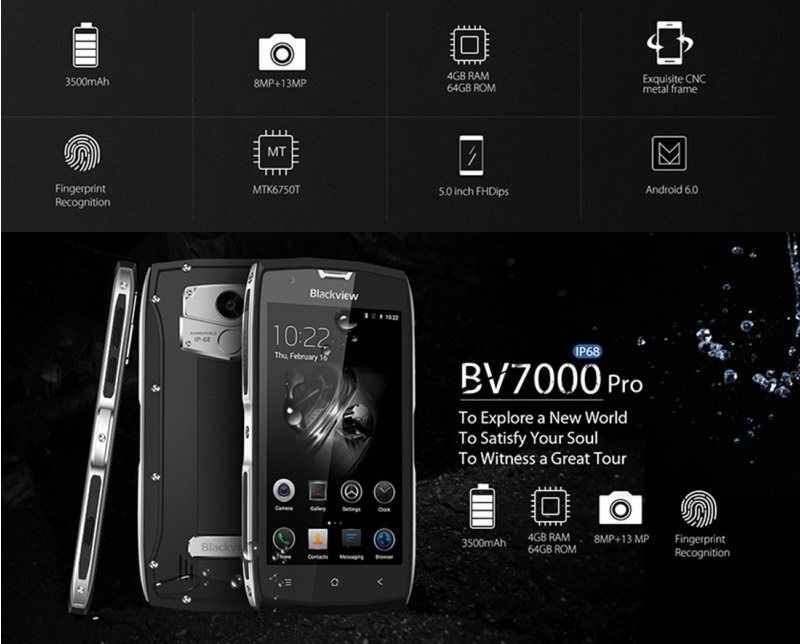 3500mAh
8MP+13MP
4GB RAM
64GB ROM
Exquisite CNC
metal frame
Fingerprint
Recognition
MT
MTK6750T
5.0 inch FHDips
Android 6.0
IP-68
Blackview
Blackview
10:22
10:22
Thu, February 16
Camera
Gallery
Settings
Clock
Phone
Contacts
Messaging
Browser
IP68
BV7000 Pro
To Explore a New World
To Satisfy Your Soul
To Witness a Great Tour
3500mAh
4GB RAM
64GB ROM
8MP+13 MP
Fingerprint
Recognition